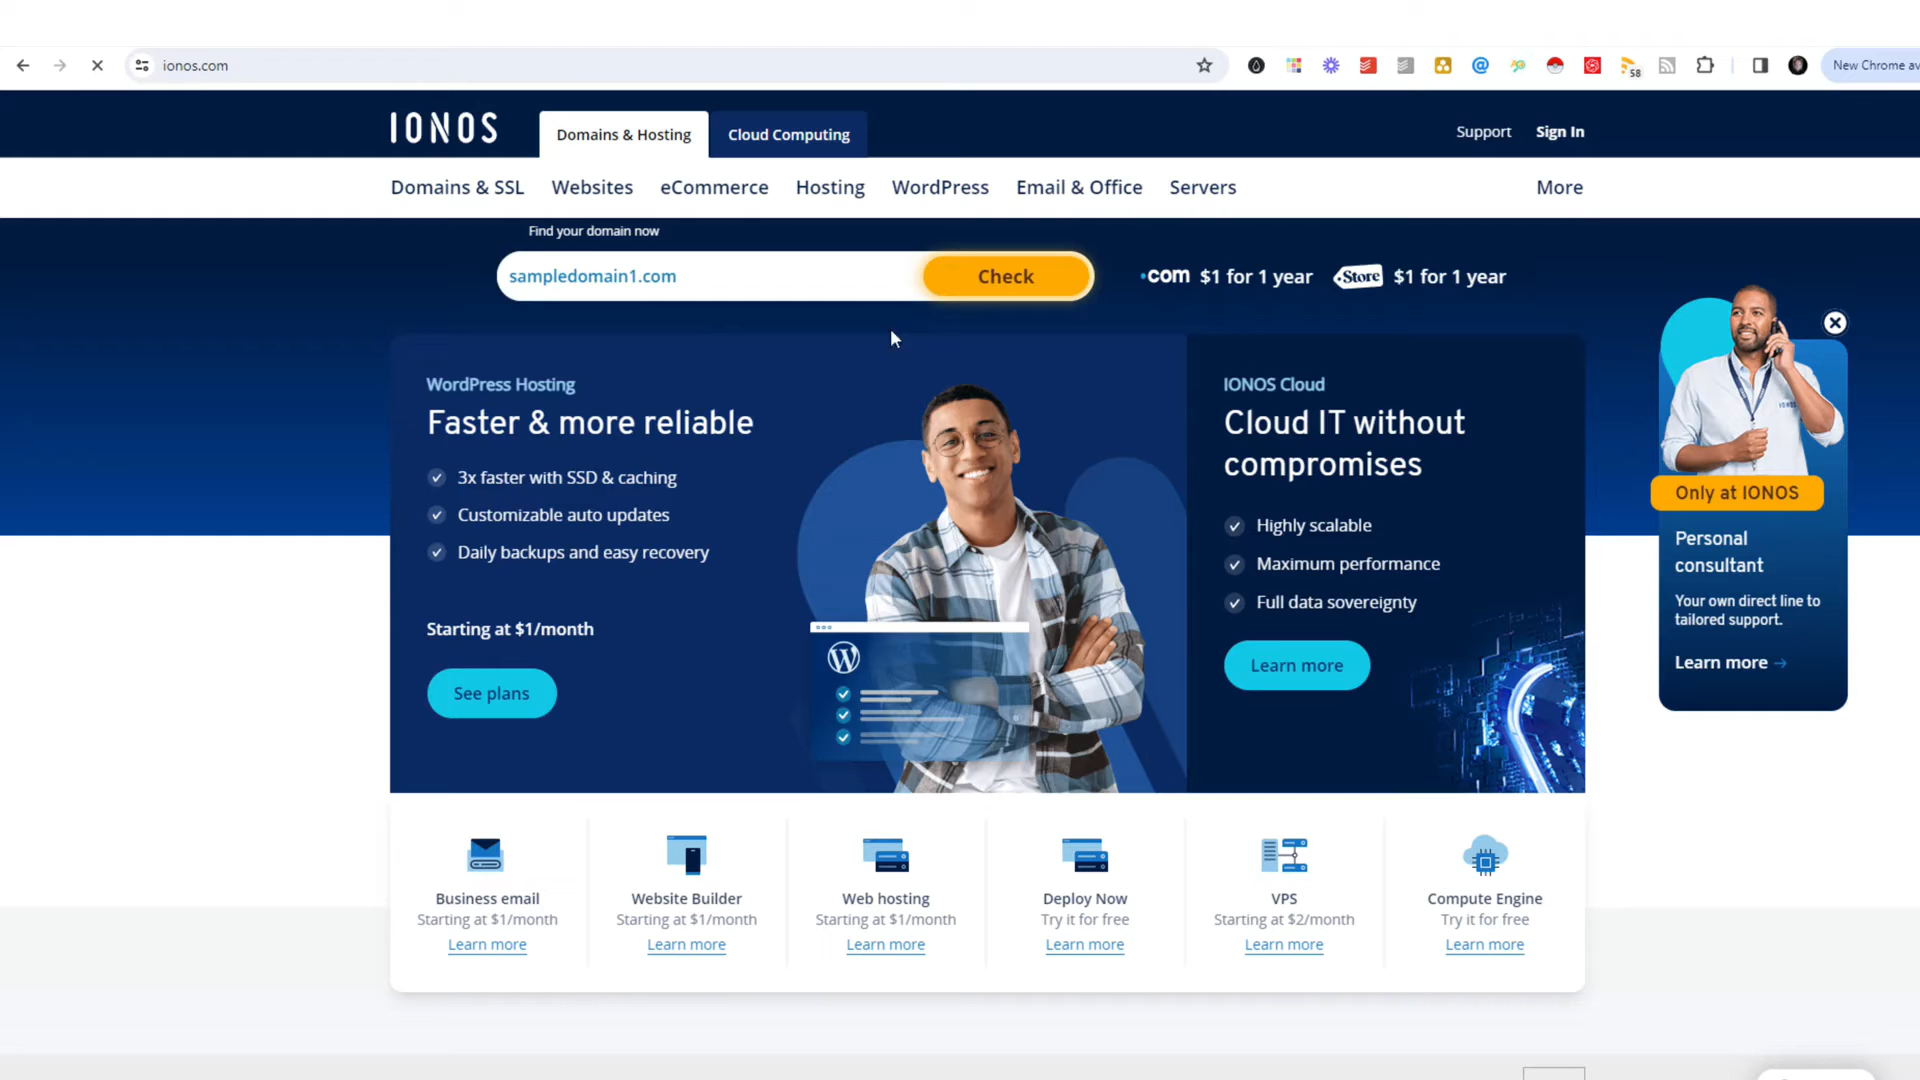 ionos.com
58
New Chrome av
IONOS
Domains & Hosting
Cloud Computing
Support
Sign In
Domains & SSL
Websites
eCommerce
Hosting
WordPress
Email & Office
Servers
More
Find your domain now
sampledomain1.com
Check
.com $1 for 1 year
.Store $1 for 1 year
WordPress Hosting
Faster & more reliable
3x faster with SSD & caching
Customizable auto updates
Daily backups and easy recovery
Starting at $1/month
See plans
IONOS Cloud
Cloud IT without
compromises
Highly scalable
Maximum performance
Full data sovereignty
Learn more
IONOS
Only at IONOS
Personal
consultant
Your own direct line to
tailored support.
Learn more →
Business email
Starting at $1/month
Learn more
Website Builder
Starting at $1/month
Learn more
Web hosting
Starting at $1/month
Learn more
Deploy Now
Try it for free
Learn more
VPS
Starting at $2/month
Learn more
Compute Engine
Try it for free
Learn more